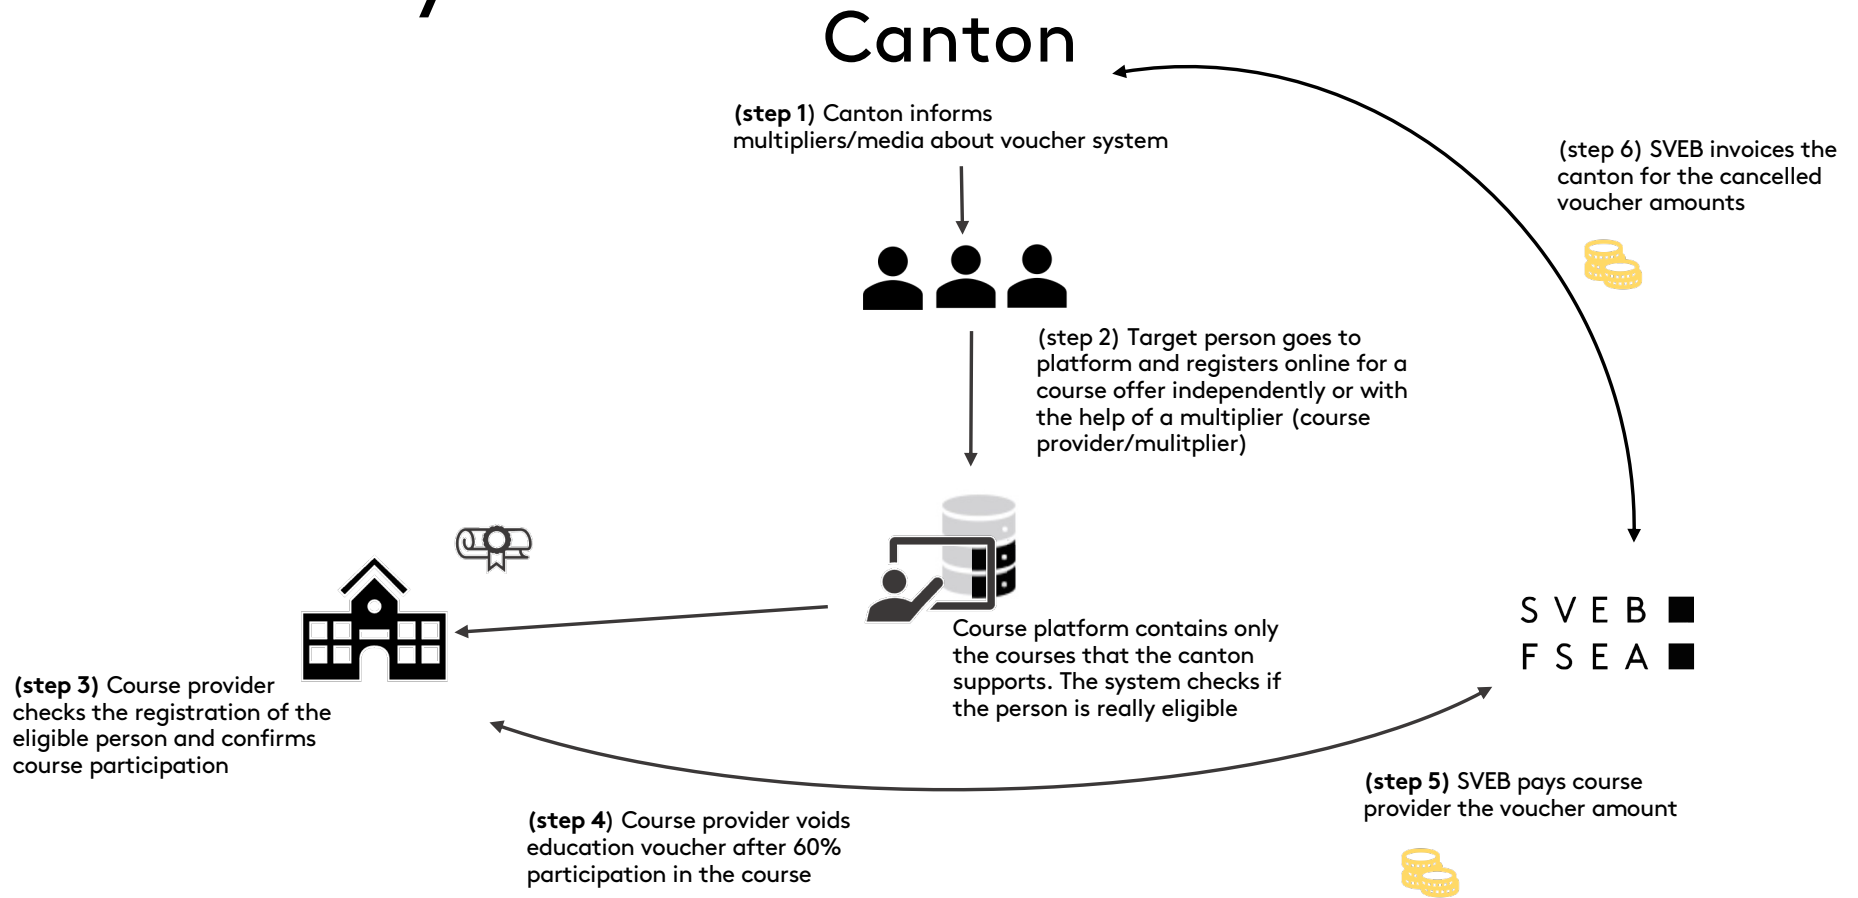 Canton
(step 1) Canton informs
multipliers/media about voucher system
(step 6) SVEB invoices the
canton for the cancelled
voucher amounts
(step 2) Target person goes to
platform and registers online for a
course offer independently or with
the help of a multiplier (course
provider/mulitplier)
Course platform contains only
the courses that the canton
supports. The system checks if
the person is really eligible
SVEB
FSEA
(step 3) Course provider
checks the registration of the
eligible person and confirms
course participation
(step 4) Course provider voids
education voucher after 60%
participation in the course
(step 5) SVEB pays course
provider the voucher amount